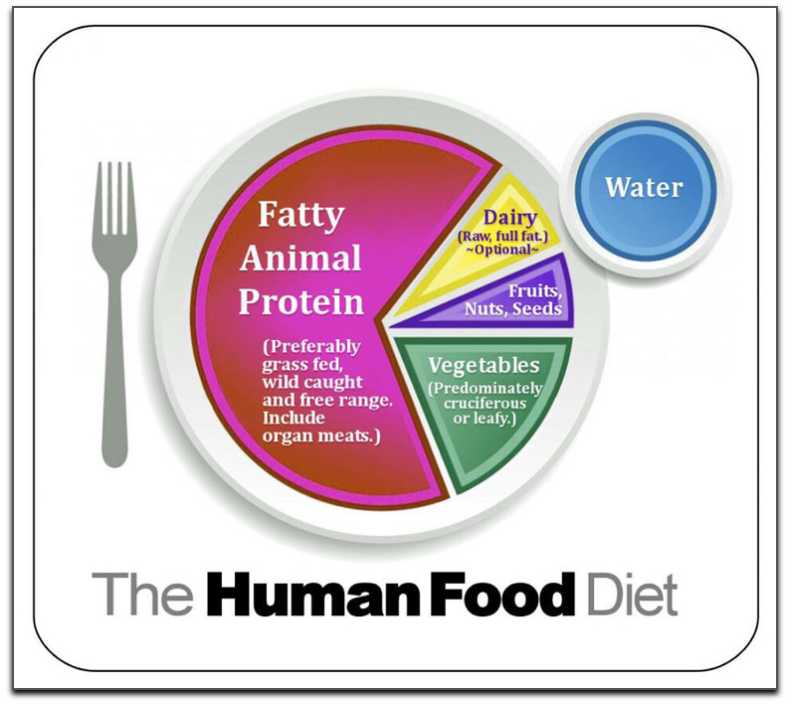 Fatty
Animal
Protein
(Preferably
grass fed,
wild caught
and free range.
Include
organ meats.)
Dairy
(Raw, full fat.)
~Optional~
Fruits,
Nuts, Seeds
Vegetables
(Predominately
cruciferous
or leafy.)
Water
The Human Food Diet